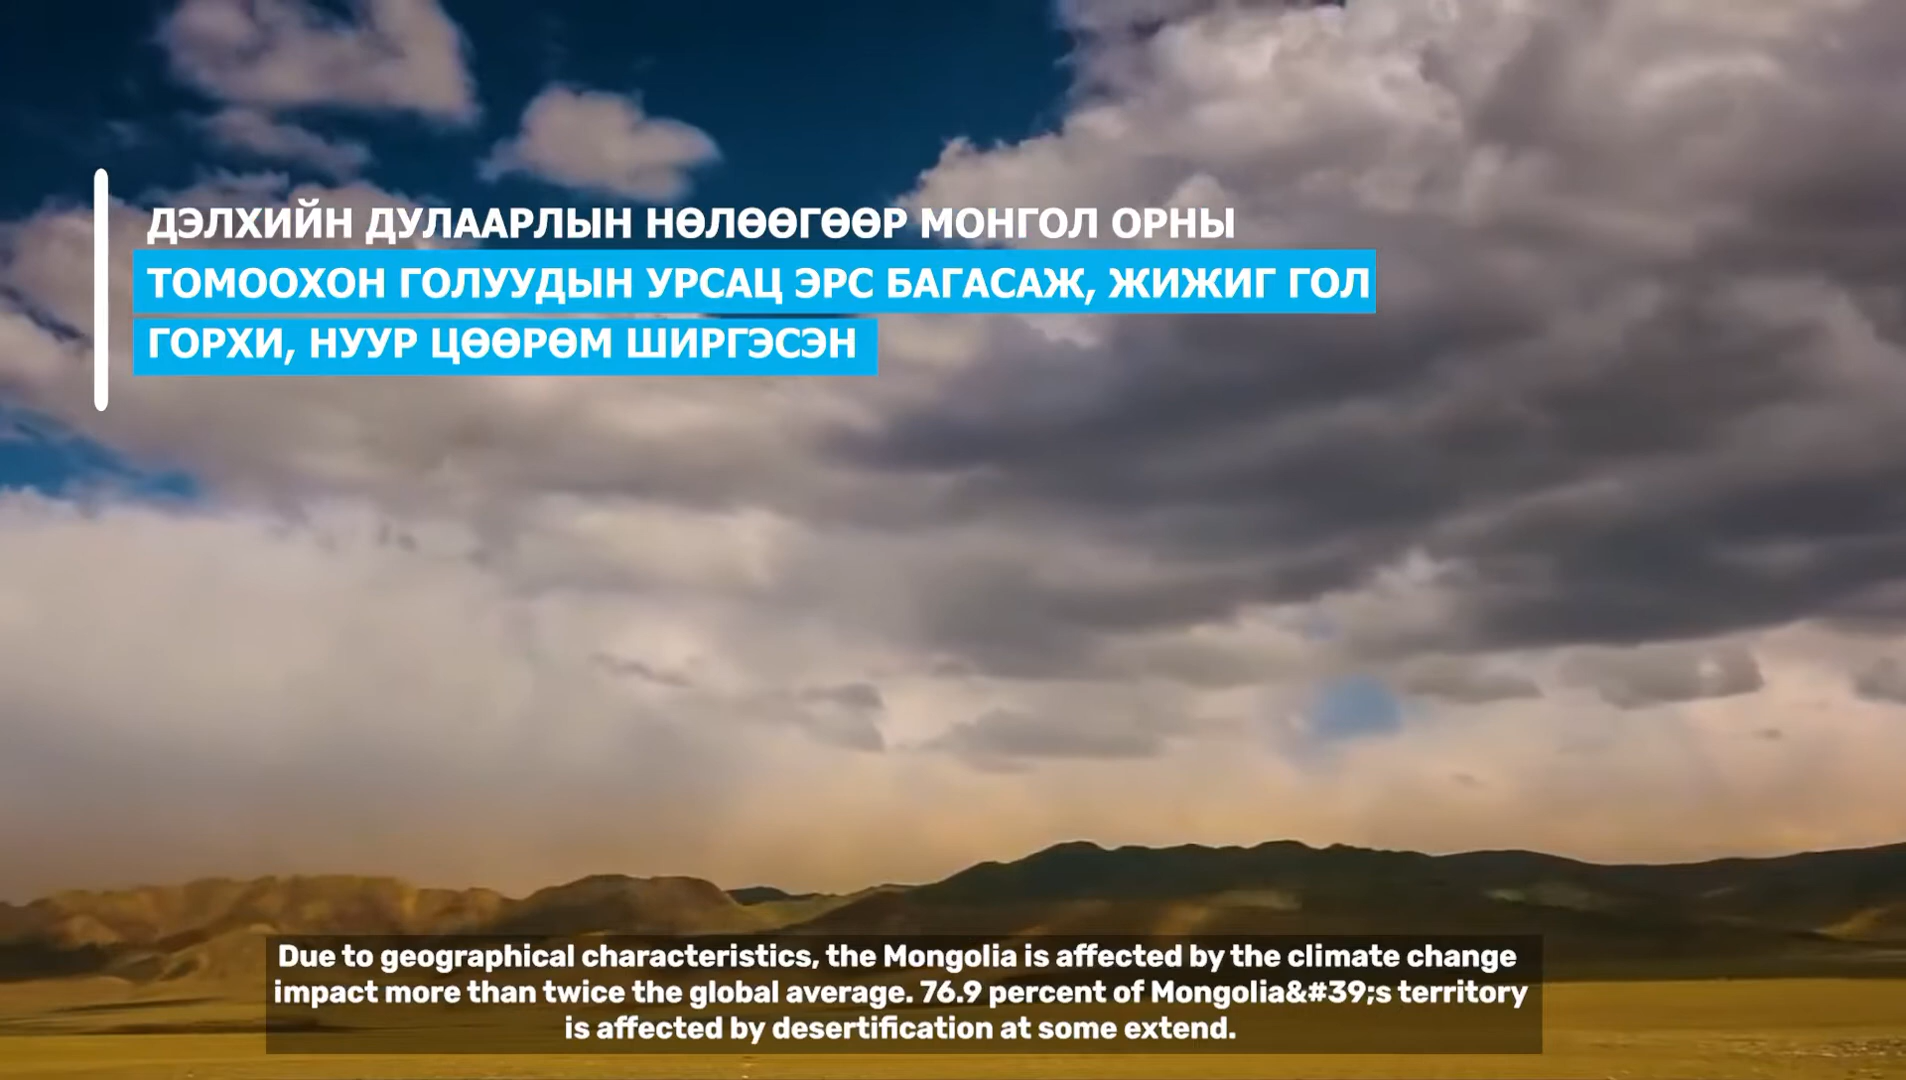 ДЭЛХИЙН ДУЛААРЛЫН НӨЛӨӨГӨӨР МОНГОЛ ОРНЫ
ТОМООХОН ГОЛУУДЫН УРСАЦ ЭРС БАГАСАЖ, ЖИЖИГ ГОЛ
ГОРХИ, НУУР ЦӨӨРӨМ ШИРГЭСЭН
Due to geographical characteristics, the Mongolia is affected by the climate change
impact more than twice the global average. 76.9 percent of Mongolia&#39;s territory
is affected by desertification at some extend.